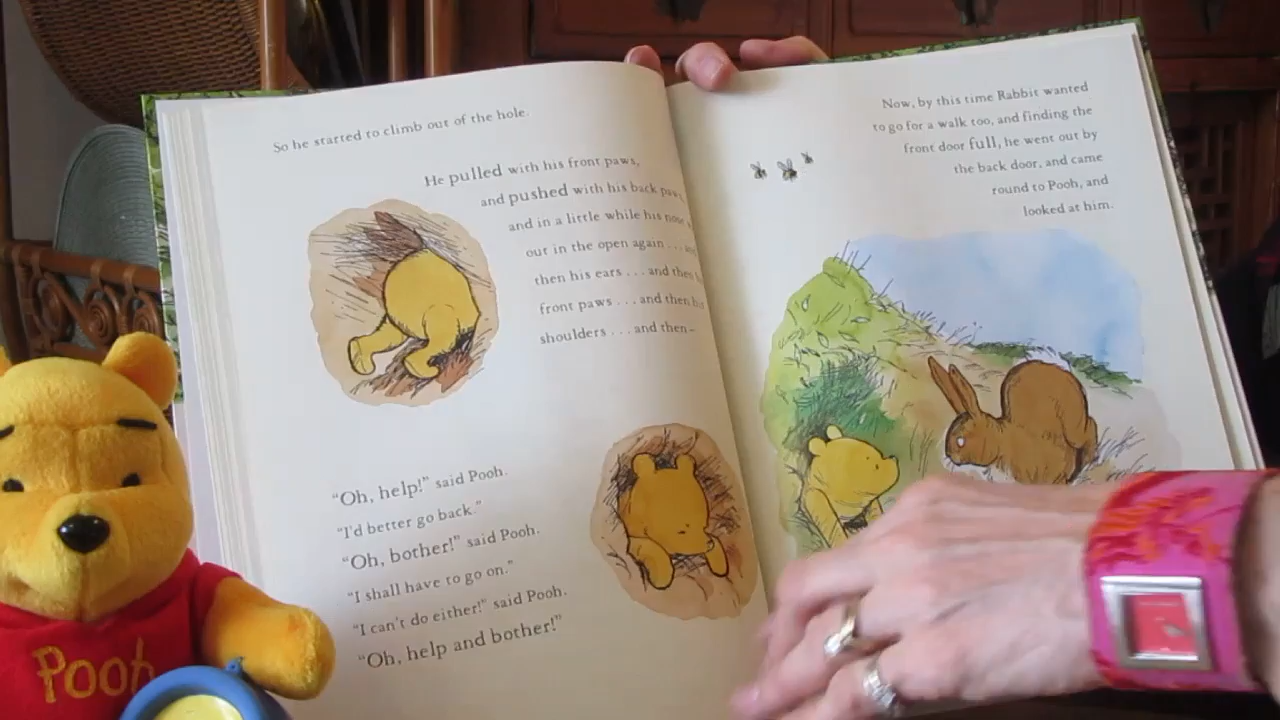 So he started to climb out of the hole.
He pulled with his front paws,
and pushed with his back paws,
and in a little while his nose
out in the open again . . .
then his ears . . . and then
front paws . . . and then his
shoulders . . . and then–
“Oh, help!” said Pooh.
“I'd better go back.”
“Oh, bother!” said Pooh.
“I shall have to go on.”
“I can't do either!” said Pooh.
“Oh, help and bother!”
Now, by this time Rabbit wanted
to go for a walk too, and finding the
front door full, he went out by
the back door, and came
round to Pooh, and
looked at him.
Pooh